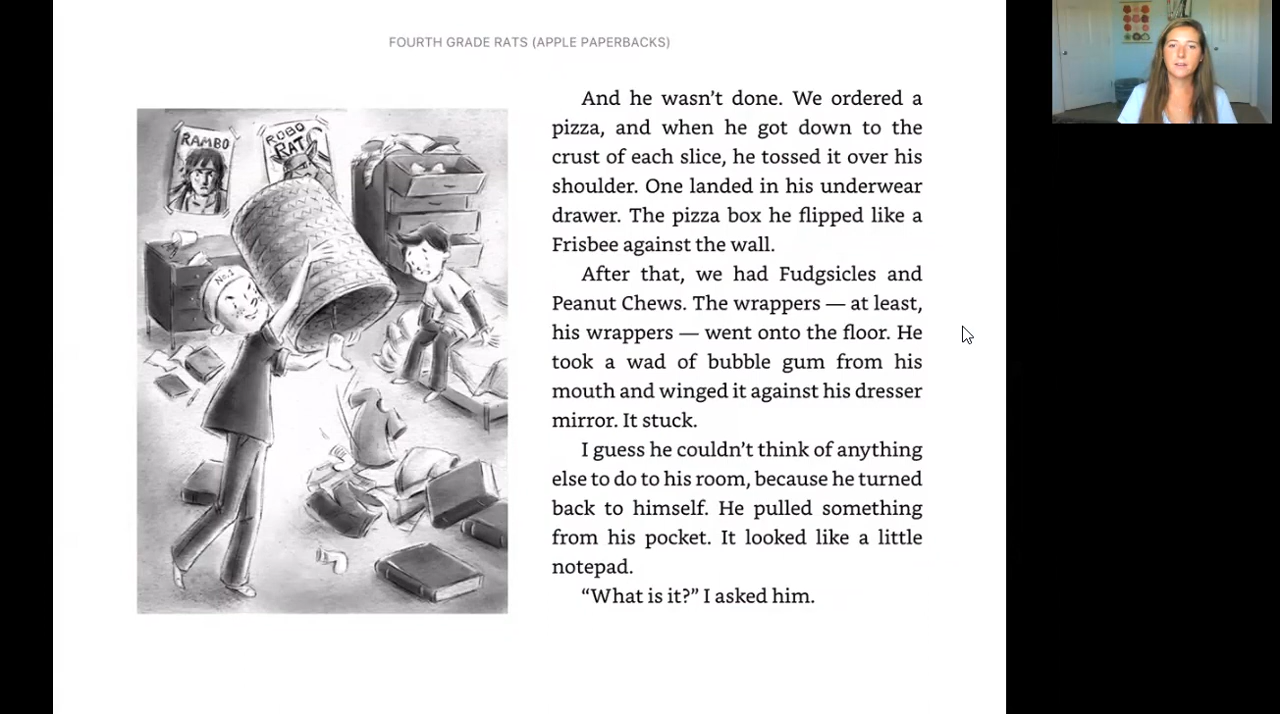 FOURTH GRADE RATS (APPLE PAPERBACKS)
RAMBO
ROBO
RAT
No.1
And he wasn’t done. We ordered a
pizza, and when he got down to the
crust of each slice, he tossed it over his
shoulder. One landed in his underwear
drawer. The pizza box he flipped like a
Frisbee against the wall.
After that, we had Fudgsicles and
Peanut Chews. The wrappers — at least,
his wrappers — went onto the floor. He
took a wad of bubble gum from his
mouth and winged it against his dresser
mirror. It stuck.
I guess he couldn’t think of anything
else to do to his room, because he turned
back to himself. He pulled something
from his pocket. It looked like a little
notepad.
“What is it?” I asked him.